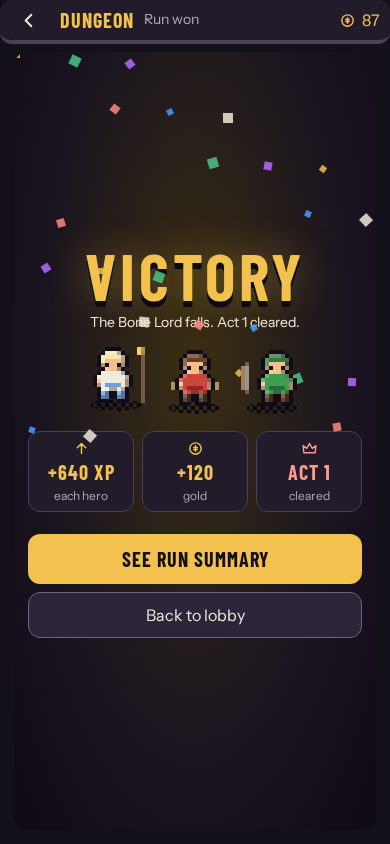 DUNGEON Run won 87
VICTORY
The Bone Lord falls. Act 1 cleared.
+640 XP +120 ACT 1
each hero gold cleared
SEE RUN SUMMARY
Back to lobby